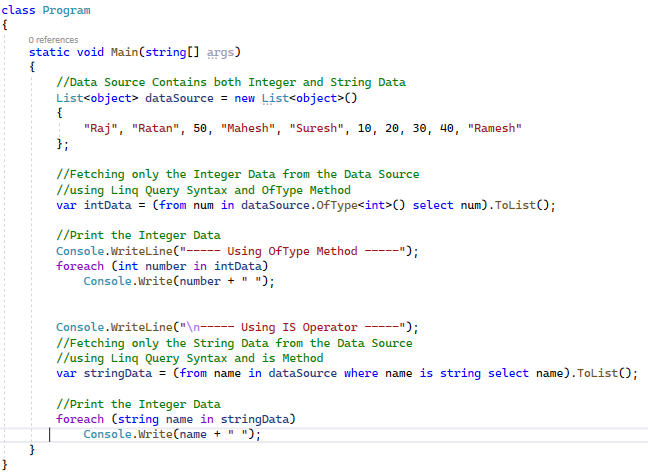 class Program
{
0 references
static void Main(string[] args)
{
//Data Source Contains both Integer and String Data
List<object> dataSource = new List<object>()
{
"Raj", "Ratan", 50, "Mahesh", "Suresh", 10, 20, 30, 40, "Ramesh"
};
//Fetching only the Integer Data from the Data Source
//using Linq Query Syntax and OfType Method
var intData = (from num in dataSource.OfType<int>() select num).ToList();
//Print the Integer Data
Console.WriteLine("----- Using OfType Method -----");
foreach (int number in intData)
Console.Write(number + " ");
Console.WriteLine("\n----- Using IS Operator -----");
//Fetching only the String Data from the Data Source
//using Linq Query Syntax and is Method
var stringData = (from name in dataSource where name is string select name).ToList();
//Print the Integer Data
foreach (string name in stringData)
Console.Write(name + " ");
}
}